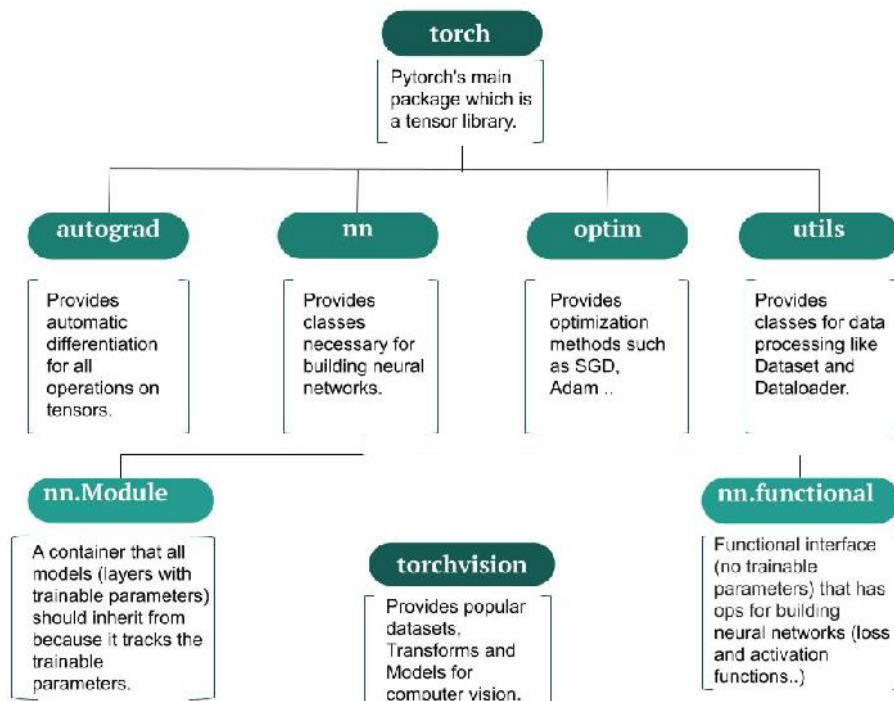 torch
Pytorch's main
package which is
a tensor library.
autograd
Provides
automatic
differentiation
for all
operations on
tensors.
nn
Provides
classes
necessary for
building neural
networks.
optim
Provides
optimization
methods such
as SGD,
Adam ..
utils
Provides
classes for data
processing like
Dataset and
Dataloader.
nn.Module
A container that all
models (layers with
trainable parameters)
should inherit from
because it tracks the
trainable
parameters.
torchvision
Provides popular
datasets,
Transforms and
Models for
computer vision.
nn.functional
Functional interface
(no trainable
parameters) that has
ops for building
neural networks (loss
and activation
functions..)